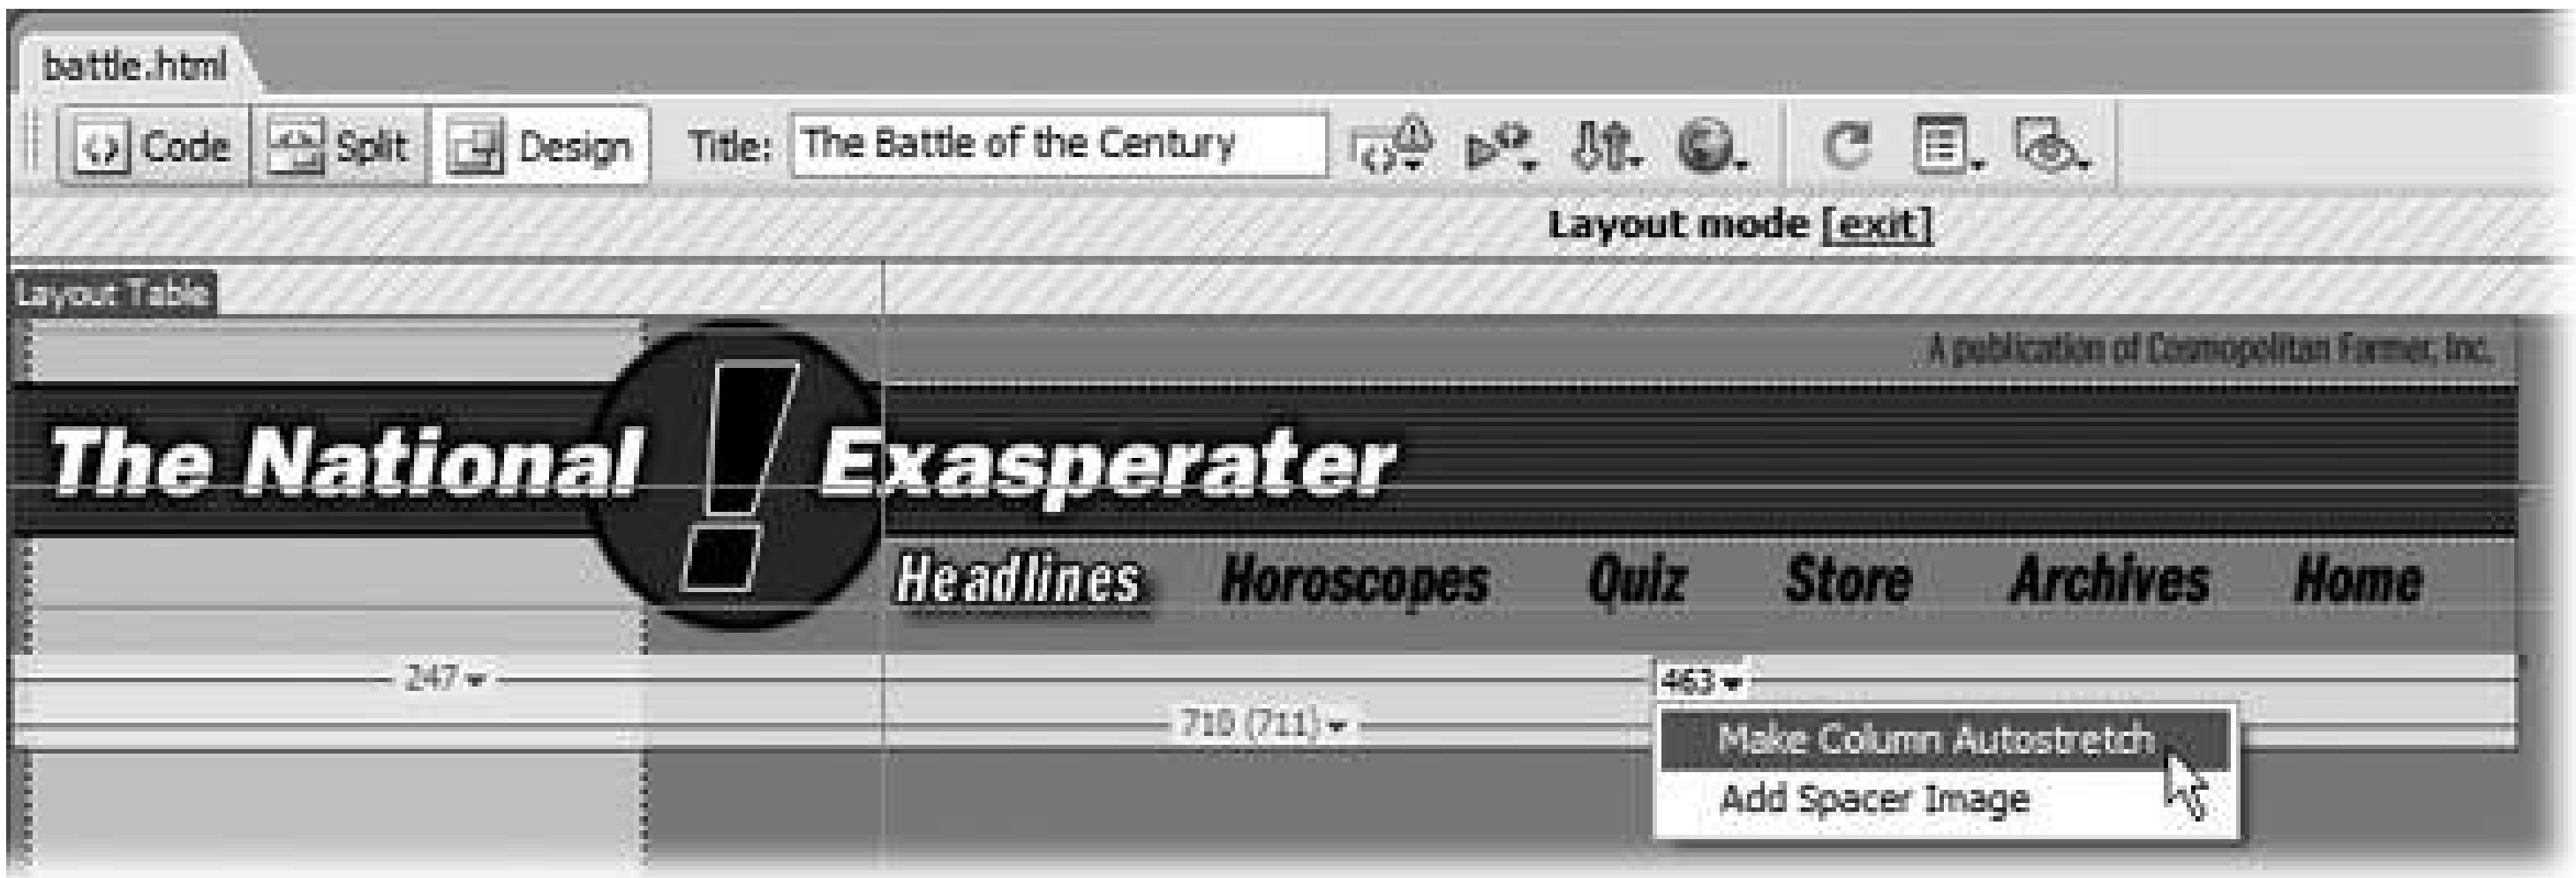 battle.html
Code Split Design Title: The Battle of the Century
Layout mode [exit]
Layout Table
A publication of Cosmopolitan Farmer, Inc.
The National ! Exasperater
Headlines Horoscopes Quiz Store Archives Home
247 463
710 (711)
Make Column Autostretch
Add Spacer Image